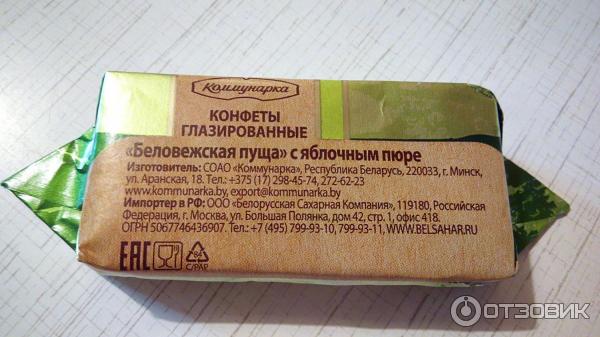 Коммунарка
КОНФЕТЫ
ГЛАЗИРОВАННЫЕ
«Беловежская пуща» с яблочным пюре
Изготовитель: СОАО «Коммунарка», Республика Беларусь, 220033, г. Минск,
ул. Аранская, 18. Тел.: +375 (17) 298-45-74, 272-62-23
www.kommunarka.by, export@kommunarka.by
Импортер в РФ: ООО «Белорусская Сахарная Компания», 119180, Российская
Федерация, г. Москва, ул. Большая Полянка, дом 42, стр. 1, офис 418.
ОГРН 5067746436907. Тел.: +7 (495) 799-93-10, 799-93-11, WWW.BELSAHAR.RU
EAC
C/PAP
ОТЗОВИК